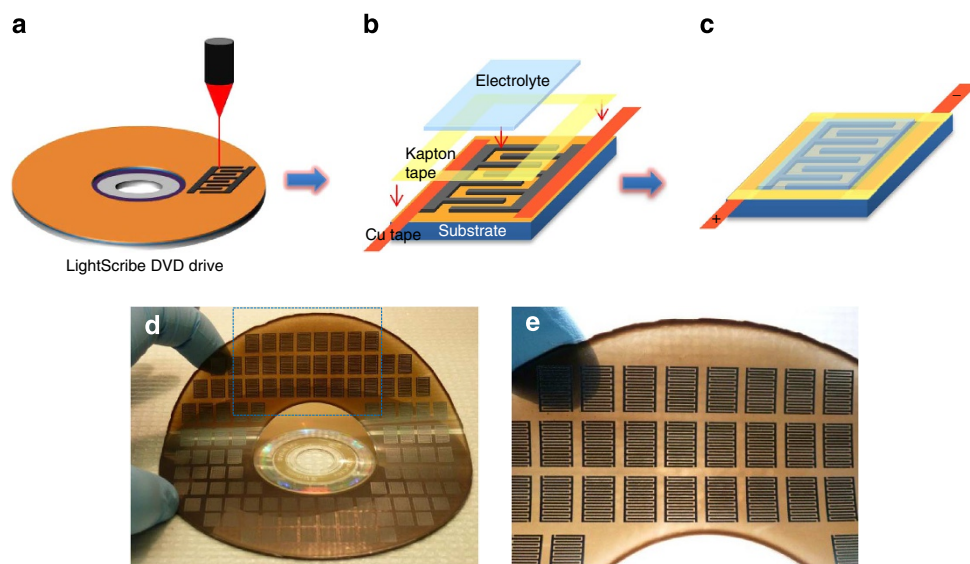 a
b
c
Electrolyte
Kapton
tape
Cu tape
Substrate
−
+
LightScribe DVD drive
d
e